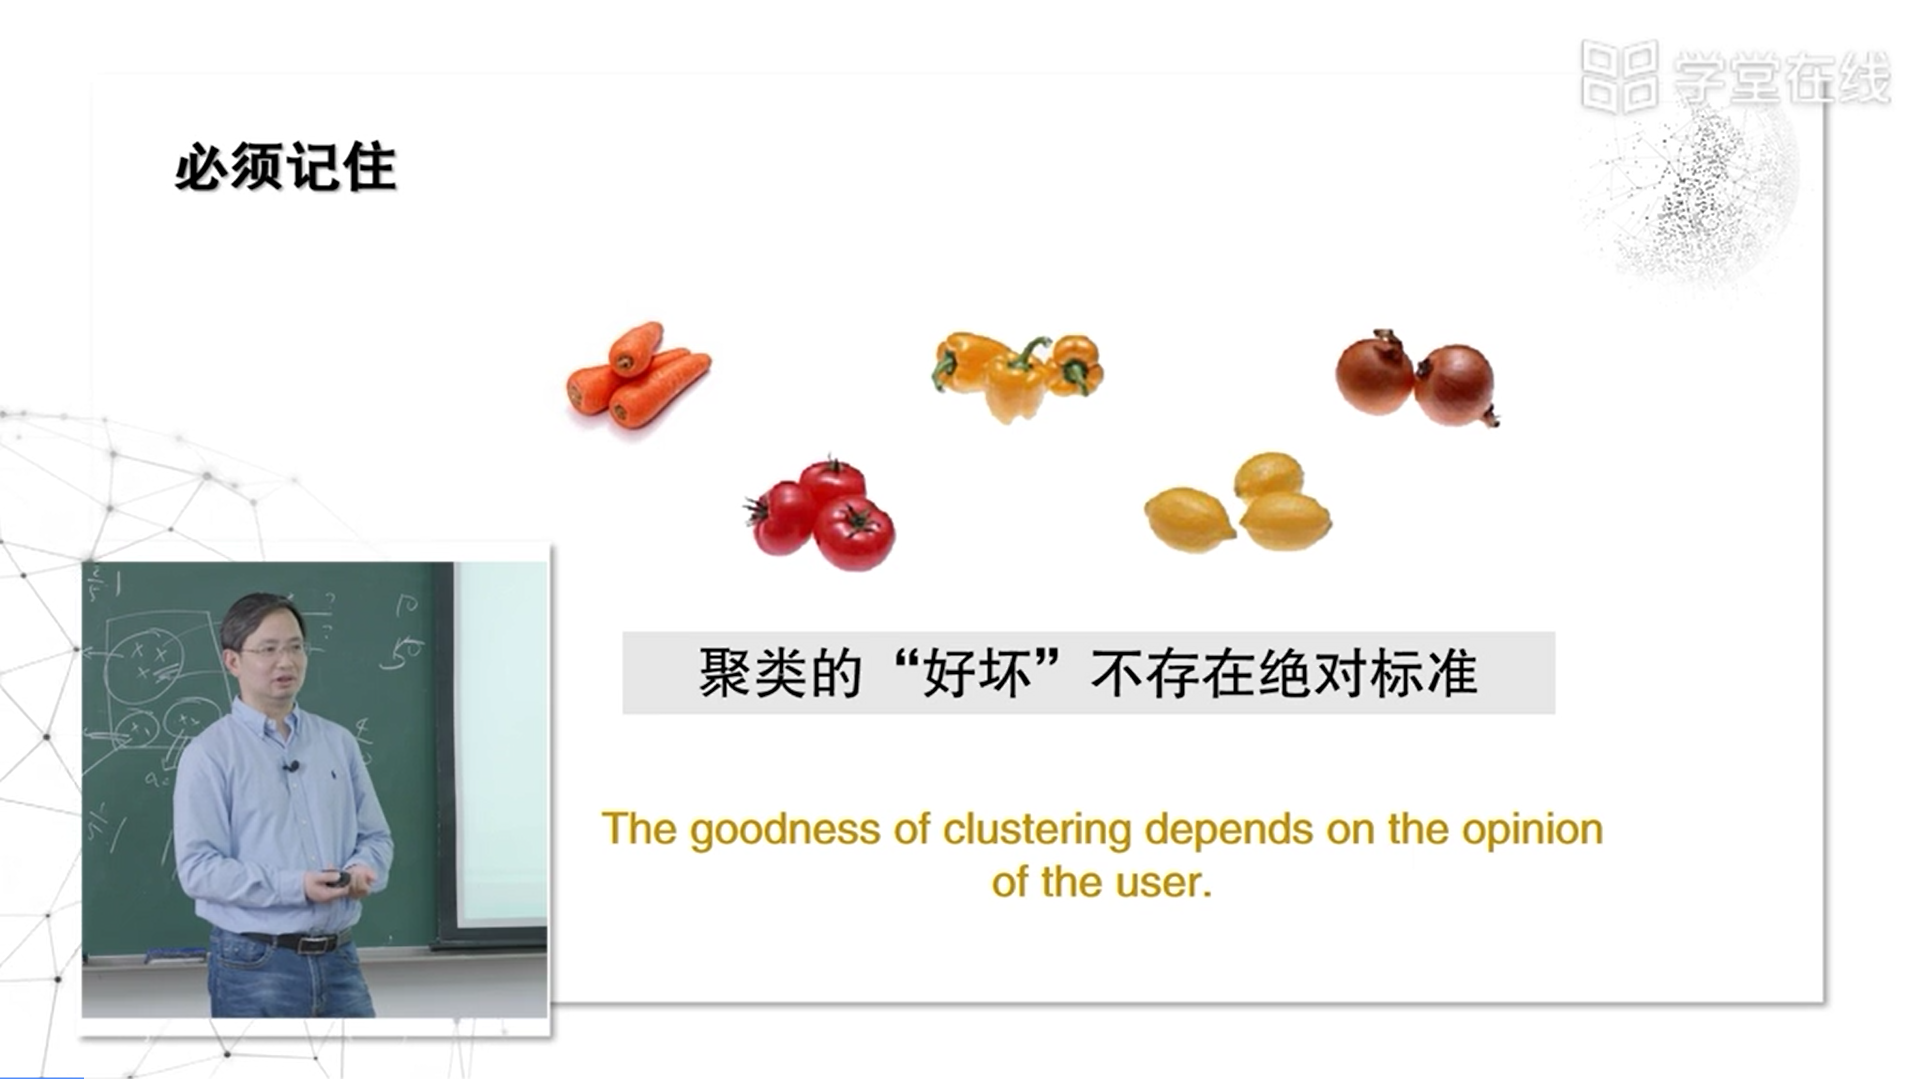 学堂在线
必须记住
聚类的“好坏”不存在绝对标准
The goodness of clustering depends on the opinion
of the user.